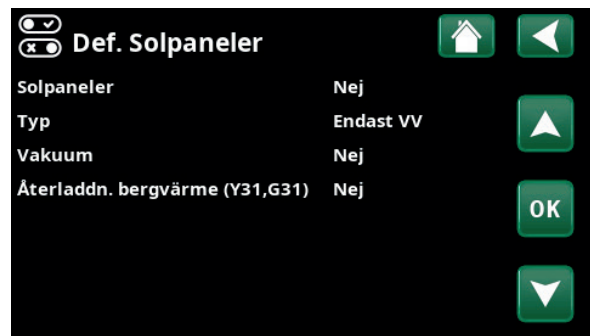 Def. Solpaneler
Solpaneler Nej
Typ Endast VV
Vakuum Nej
Återladdn. bergvärme (Y31,G31) Nej
OK